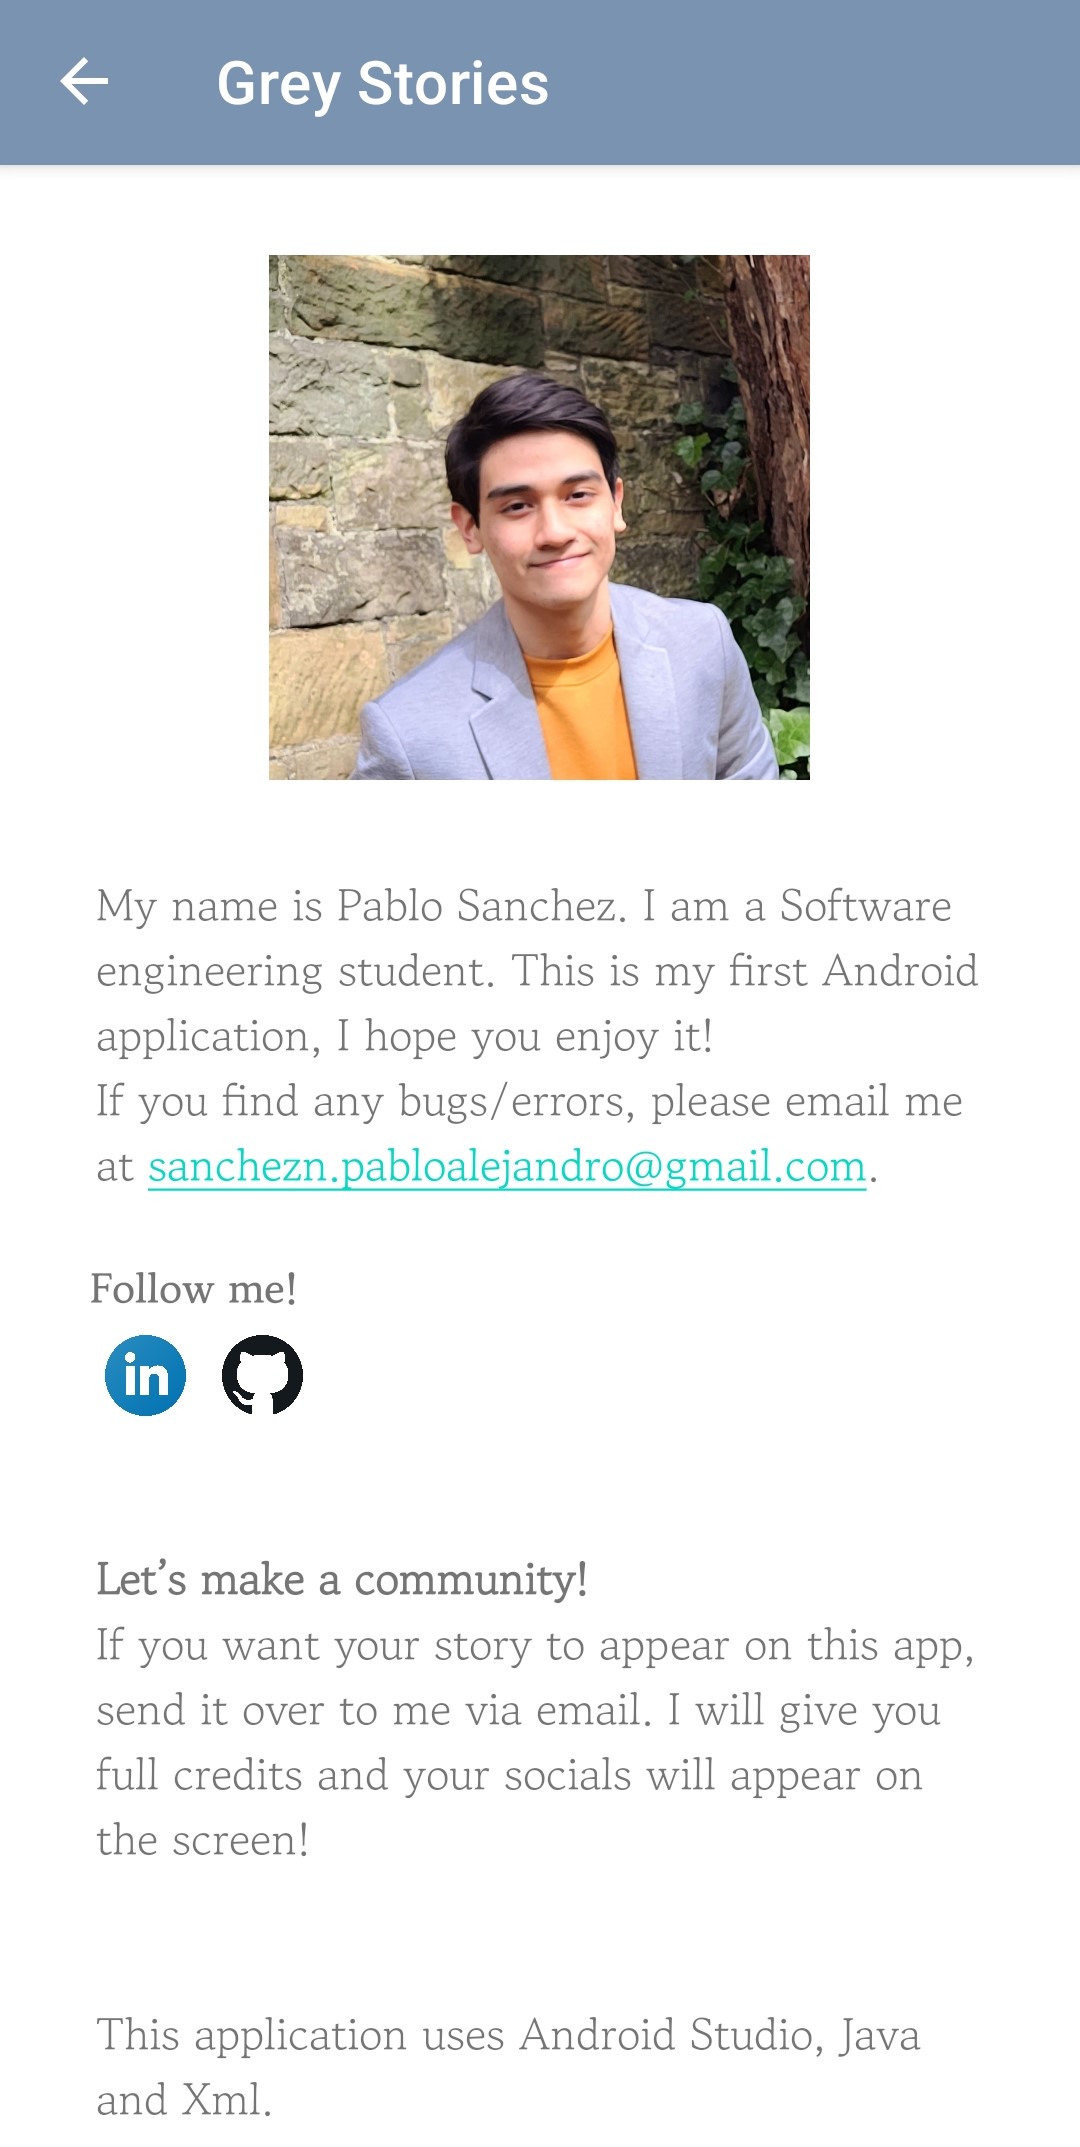 Grey Stories
My name is Pablo Sanchez. I am a Software
engineering student. This is my first Android
application, I hope you enjoy it!
If you find any bugs/errors, please email me
at sanchezn.pabloalejandro@gmail.com.
Follow me!
in
Let’s make a community!
If you want your story to appear on this app,
send it over to me via email. I will give you
full credits and your socials will appear on
the screen!
This application uses Android Studio, Java
and Xml.